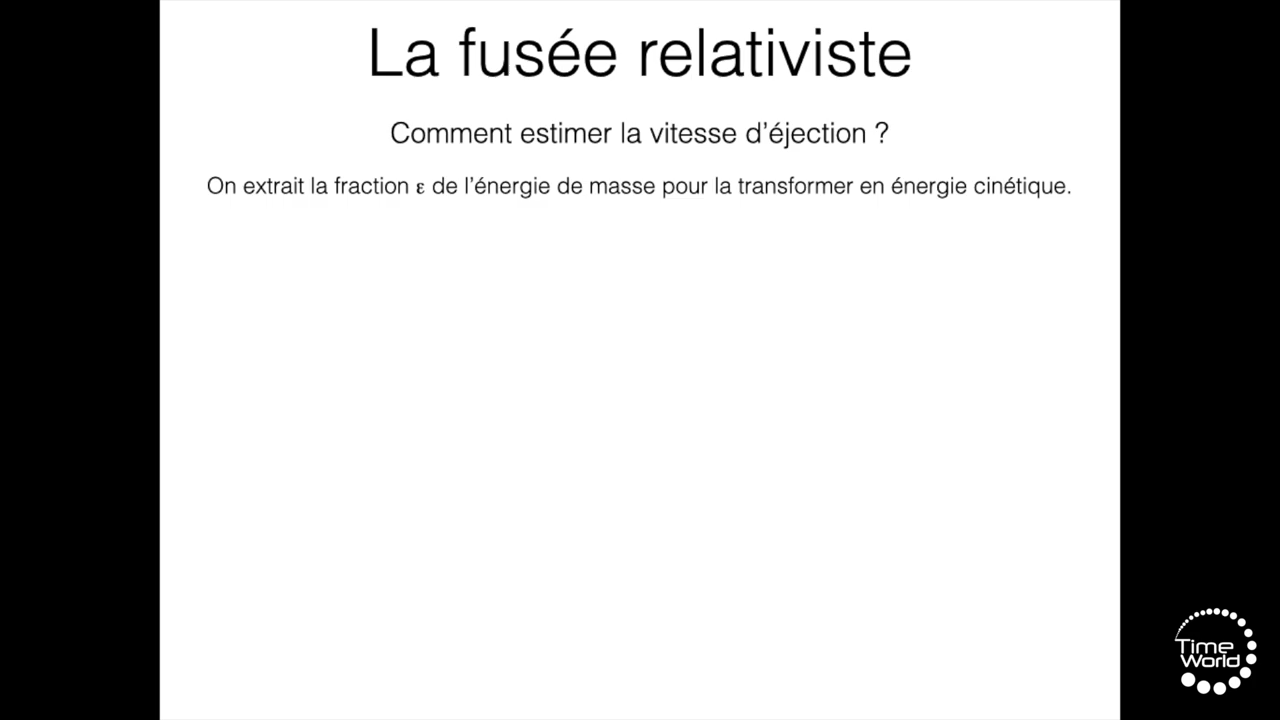 La fusée relativiste
Comment estimer la vitesse d’éjection ?
On extrait la fraction ε de l’énergie de masse pour la transformer en énergie cinétique.
Time
World